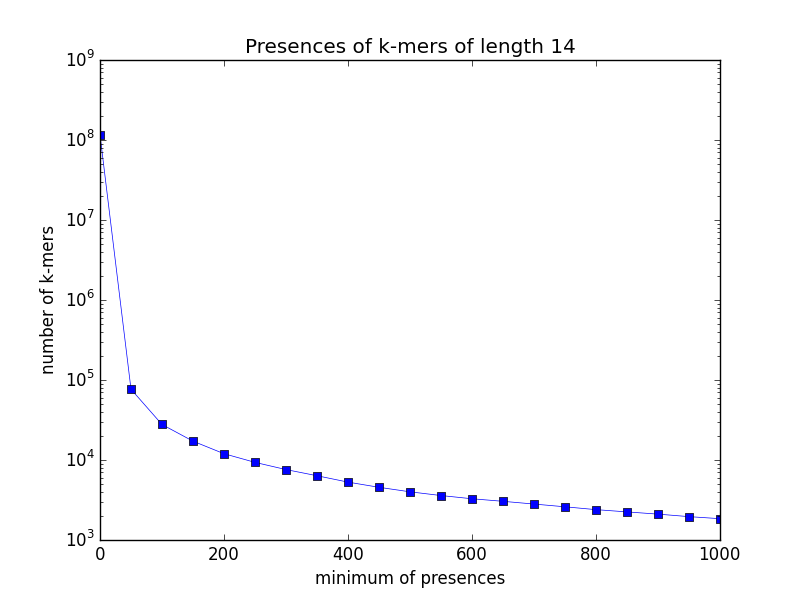 Presences of k-mers of length 14
10^9
10^8
10^7
10^6
10^5
10^4
10^3
number of k-mers
0 200 400 600 800 1000
minimum of presences